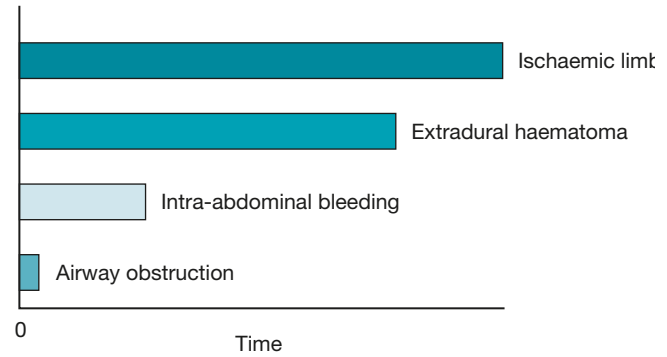 Ischaemic limb
Extradural haematoma
Intra-abdominal bleeding
Airway obstruction
0
Time